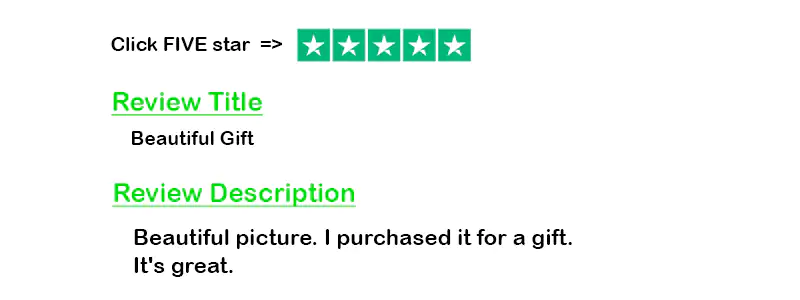 Click FIVE star =>
Review Title
Beautiful Gift
Review Description
Beautiful picture. I purchased it for a gift.
It's great.